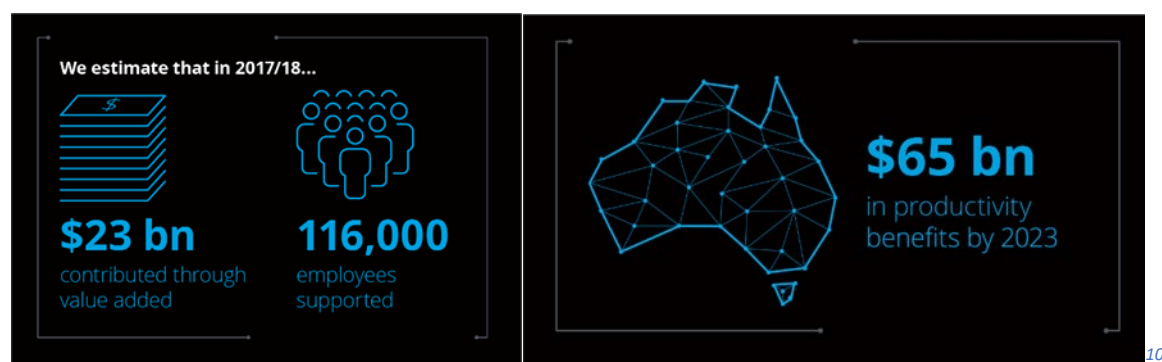 We estimate that in 2017/18...
$
$23 bn
contributed through
value added
116,000
employees
supported
$65 bn
in productivity
benefits by 2023
10